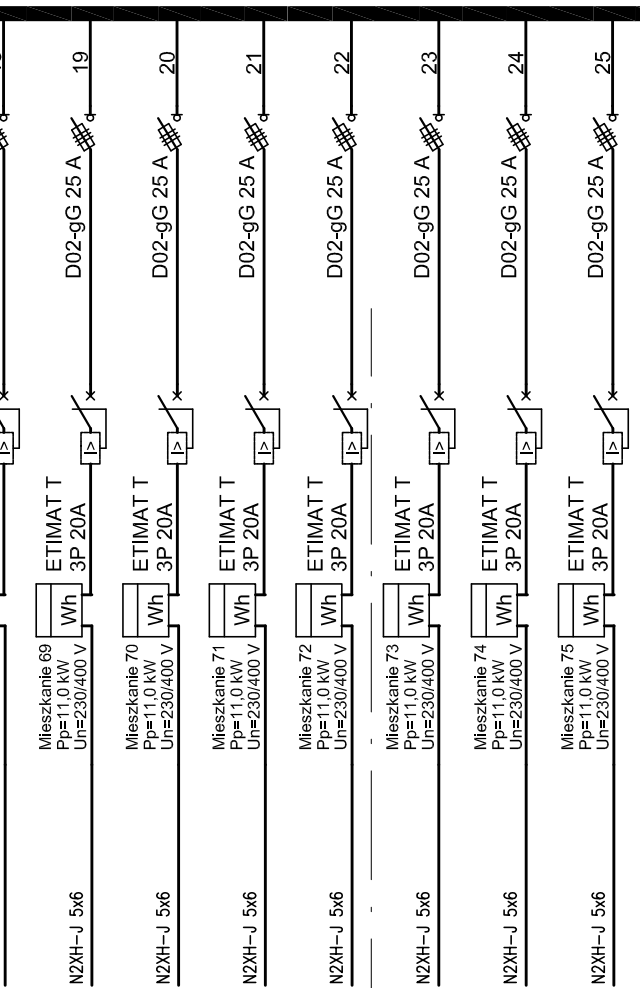 19
D02-gG 25 A
ETIMAT T
3P 20A
Wh
I>
Mieszkanie 69
Pp=11,0 kW
Un=230/400 V
N2XH-J 5x6
20
D02-gG 25 A
I>
ETIMAT T
3P 20A
Wh
Mieszkanie 70
Pp=11,0 kW
Un=230/400 V
N2XH-J 5x6
21
D02-gG 25 A
I>
ETIMAT T
3P 20A
Wh
Mieszkanie 71
Pp=11,0 kW
Un=230/400 V
N2XH-J 5x6
22
D02-gG 25 A
I>
ETIMAT T
3P 20A
Wh
Mieszkanie 72
Pp=11,0 kW
Un=230/400 V
N2XH-J 5x6
23
D02-gG 25 A
I>
ETIMAT T
3P 20A
Wh
Mieszkanie 73
Pp=11,0 kW
Un=230/400 V
N2XH-J 5x6
24
D02-gG 25 A
I>
ETIMAT T
3P 20A
Wh
Mieszkanie 74
Pp=11,0 kW
Un=230/400 V
N2XH-J 5x6
25
D02-gG 25 A
I>
ETIMAT T
3P 20A
Wh
Mieszkanie 75
Pp=11,0 kW
Un=230/400 V
N2XH-J 5x6
I>